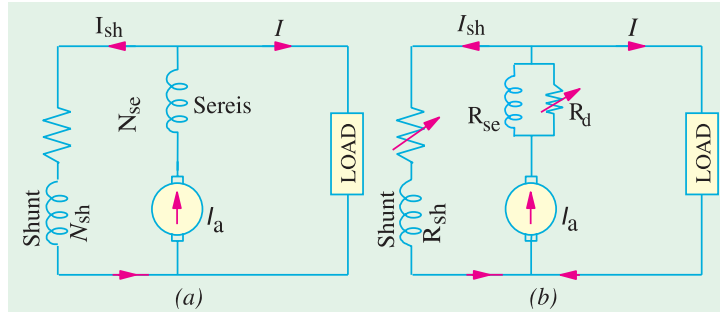 Ish
I
Nse
Sereis
LOAD
Shunt
Nsh
Ia
(a)
Ish
I
Rse
Rd
LOAD
Shunt
Rsh
Ia
(b)